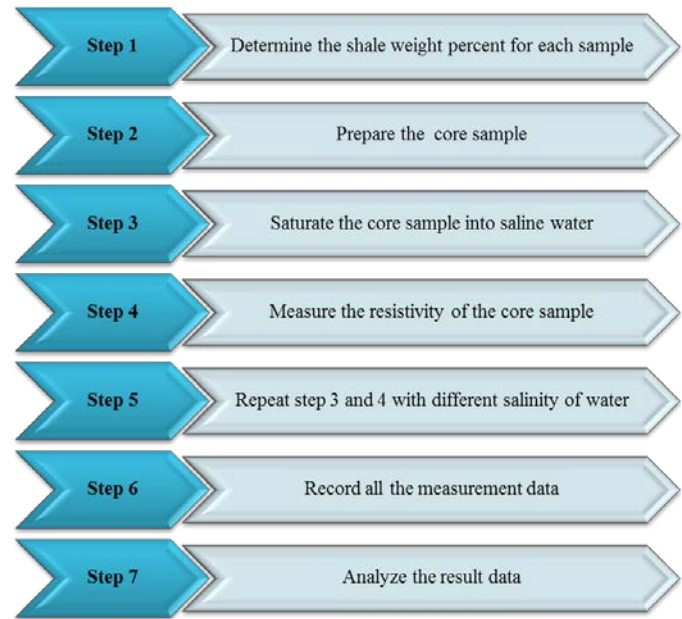 Step 1
Determine the shale weight percent for each sample
Step 2
Prepare the core sample
Step 3
Saturate the core sample into saline water
Step 4
Measure the resistivity of the core sample
Step 5
Repeat step 3 and 4 with different salinity of water
Step 6
Record all the measurement data
Step 7
Analyze the result data